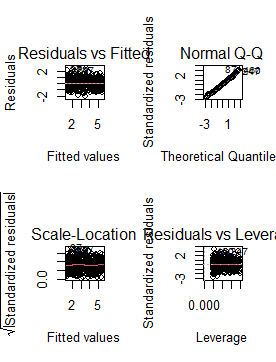 Residuals vs Fitted
Residuals
-2
2
2
5
Fitted values
Normal Q-Q
Standardized residuals
-3
2
-3
1
Theoretical Quantile
Scale-Location
√|Standardized residuals|
0.0
2
5
Fitted values
Residuals vs Levera
Standardized residuals
-3
2
0.000
Leverage